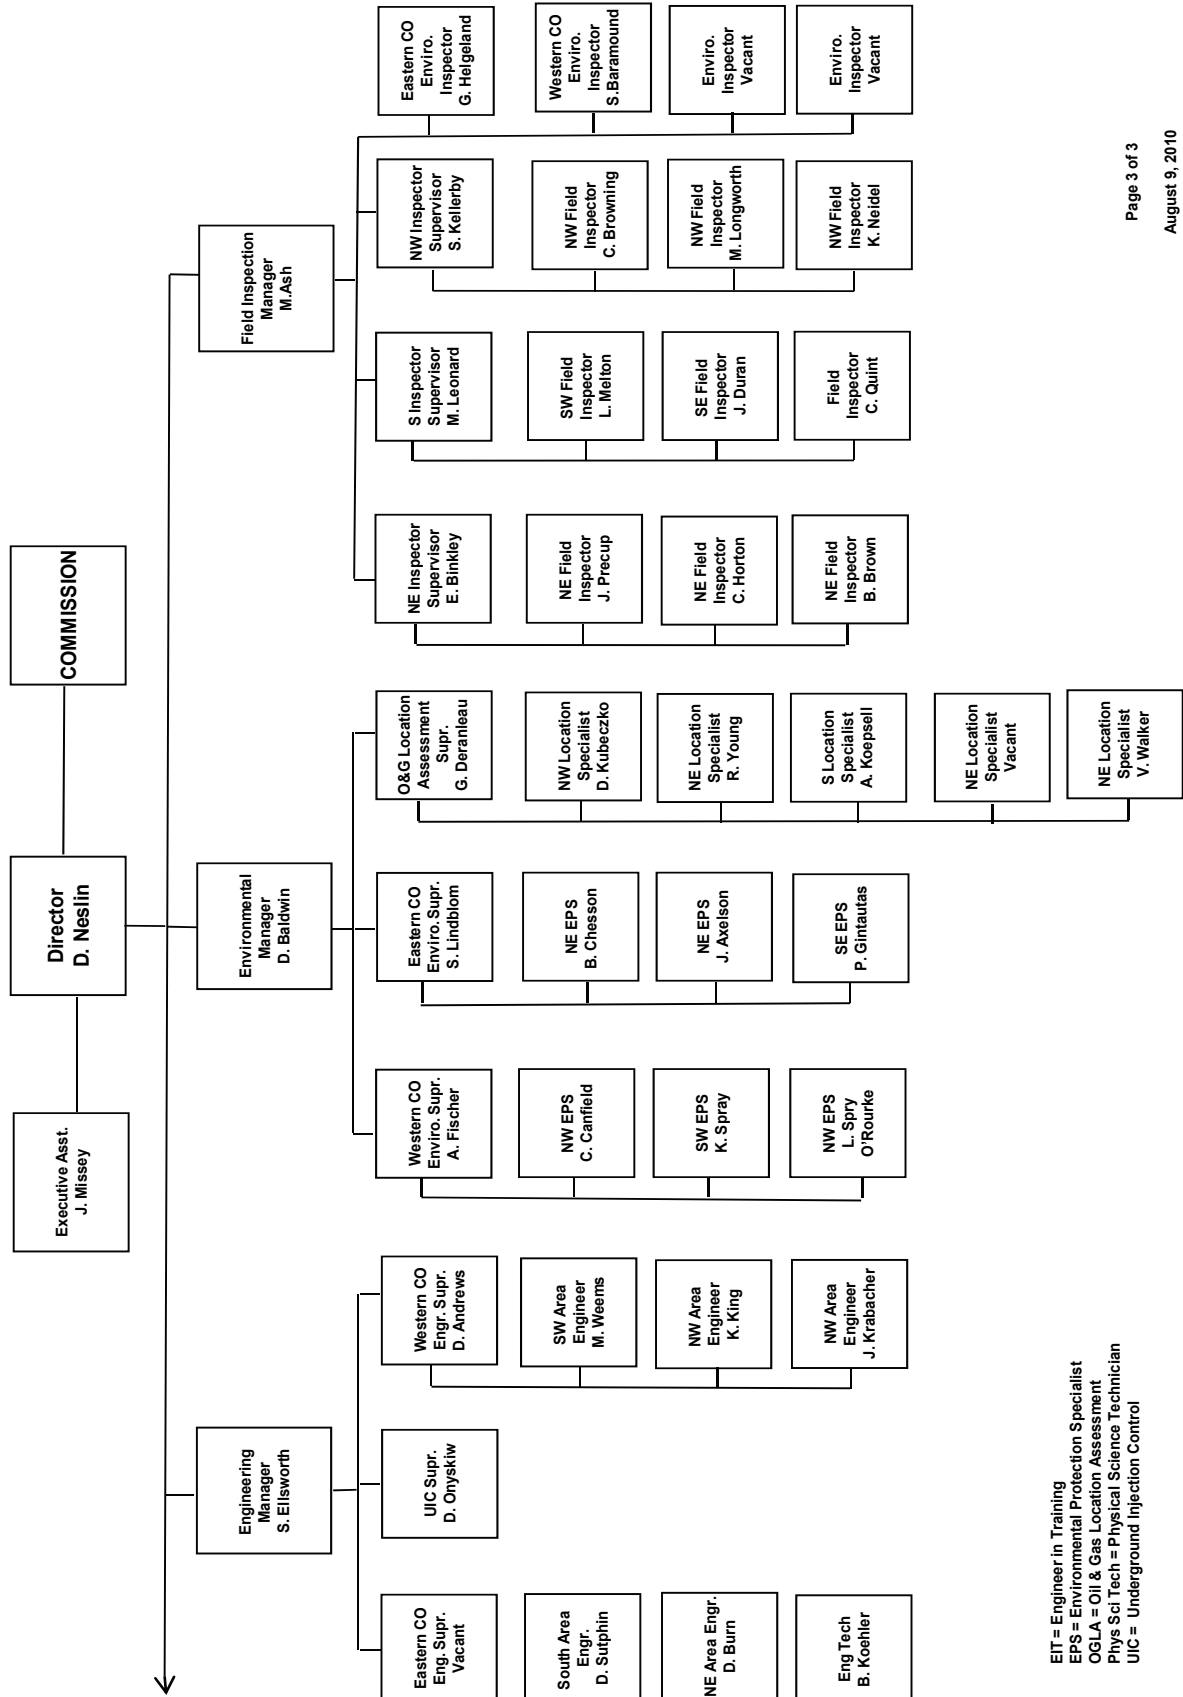 COMMISSION
Director
D. Neslin
Executive Asst.
J. Missey
Engineering
Manager
S. Ellsworth
Environmental
Manager
D. Baldwin
Field Inspection
Manager
M.Ash
Eastern CO
Eng. Supr.
Vacant
South Area
Engr.
D. Sutphin
NE Area Engr.
D. Burn
Eng Tech
B. Koehler
UIC Supr.
D. Onyskiw
Western CO
Engr. Supr.
D. Andrews
SW Area
Engineer
M. Weems
NW Area
Engineer
K. King
NW Area
Engineer
J. Krabacher
Western CO
Enviro. Supr.
A. Fischer
NW EPS
C. Canfield
SW EPS
K. Spray
NW EPS
L. Spry
O'Rourke
Eastern CO
Enviro. Supr.
S. Lindblom
NE EPS
B. Chesson
NE EPS
J. Axelson
SE EPS
P. Gintautas
O&G Location
Assessment
Supr.
G. Deranleau
NW Location
Specialist
D. Kubeczko
NE Location
Specialist
R. Young
S Location
Specialist
A. Koepsell
NE Location
Specialist
Vacant
NE Location
Specialist
V. Walker
NE Inspector
Supervisor
E. Binkley
NE Field
Inspector
J. Precup
NE Field
Inspector
C. Horton
NE Field
Inspector
B. Brown
S Inspector
Supervisor
M. Leonard
SW Field
Inspector
L. Melton
SE Field
Inspector
J. Duran
Field
Inspector
C. Quint
NW Inspector
Supervisor
S. Kellerby
NW Field
Inspector
C. Browning
NW Field
Inspector
M. Longworth
NW Field
Inspector
K. Neidel
Eastern CO
Enviro.
Inspector
G. Helgeland
Western CO
Enviro.
Inspector
S.Baramound
Enviro.
Inspector
Vacant
Enviro.
Inspector
Vacant
EIT = Engineer in Training
EPS = Environmental Protection Specialist
OGLA = Oil & Gas Location Assessment
Phys Sci Tech = Physical Science Technician
UIC = Underground Injection Control
Page 3 of 3
August 9, 2010